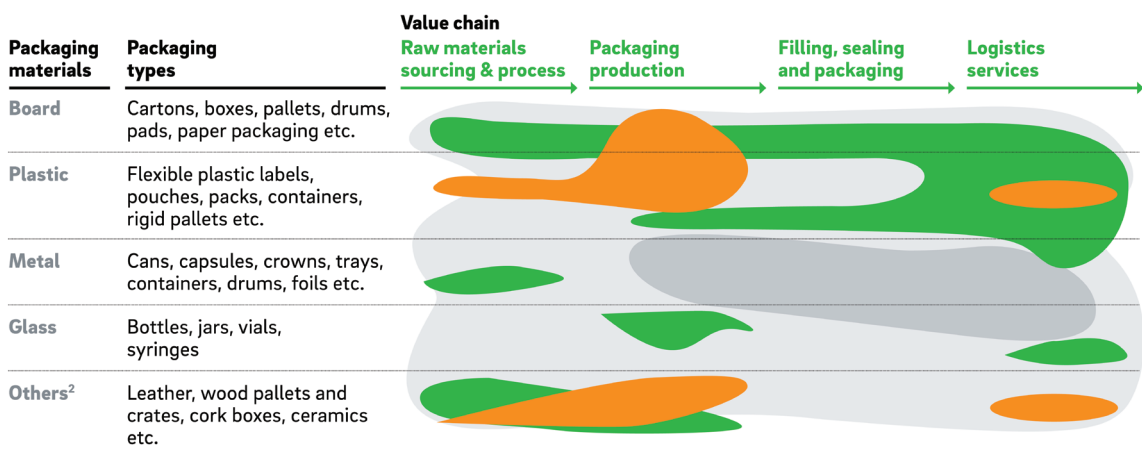 Value chain
Packaging
materials
Packaging
types
Raw materials
sourcing & process
Packaging
production
Filling, sealing
and packaging
Logistics
services
Board
Cartons, boxes, pallets, drums,
pads, paper packaging etc.
Plastic
Flexible plastic labels,
pouches, packs, containers,
rigid pallets etc.
Metal
Cans, capsules, crowns, trays,
containers, drums, foils etc.
Glass
Bottles, jars, vials,
syringes
Others²
Leather, wood pallets and
crates, cork boxes, ceramics
etc.